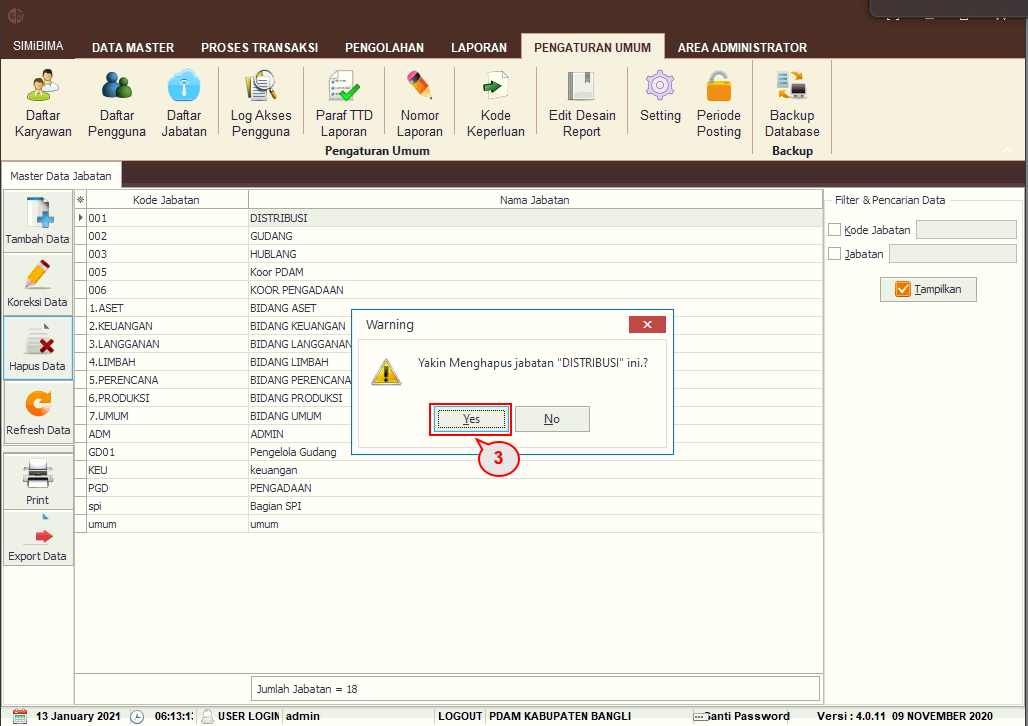 SIMiBIMA
DATA MASTER
PROSES TRANSAKSI
PENGOLAHAN
LAPORAN
PENGATURAN UMUM
AREA ADMINISTRATOR
Daftar
Karyawan
Daftar
Pengguna
Daftar
Jabatan
Log Akses
Pengguna
Paraf TTD
Laporan
Nomor
Laporan
Kode
Keperluan
Edit Desain
Report
Setting
Periode
Posting
Backup
Database
Pengaturan Umum
Backup
Master Data Jabatan
Tambah Data
Koreksi Data
Hapus Data
Refresh Data
Print
Export Data
Kode Jabatan Nama Jabatan
001 DISTRIBUSI
002 GUDANG
003 HUBLANG
005 Koor PDAM
006 KOOR PENGADAAN
1.ASET BIDANG ASET
2.KEUANGAN BIDANG KEUANGAN
3.LANGGANAN BIDANG LANGGANAN
4.LIMBAH BIDANG LIMBAH
5.PERENCANA BIDANG PERENCANA
6.PRODUKSI BIDANG PRODUKSI
7.UMUM BIDANG UMUM
ADM ADMIN
GD01 Pengelola Gudang
KEU keuangan
PGD PENGADAAN
spi Bagian SPI
umum umum
Jumlah Jabatan = 18
Filter & Pencarian Data
Kode Jabatan
Jabatan
Tampilkan
Warning
Yakin Menghapus jabatan "DISTRIBUSI" ini.?
Yes
No
3
13 January 2021 06:13:1 USER LOGIN admin LOGOUT PDAM KABUPATEN BANGLI Santi Password Versi : 4.0.11 09 NOVEMBER 2020